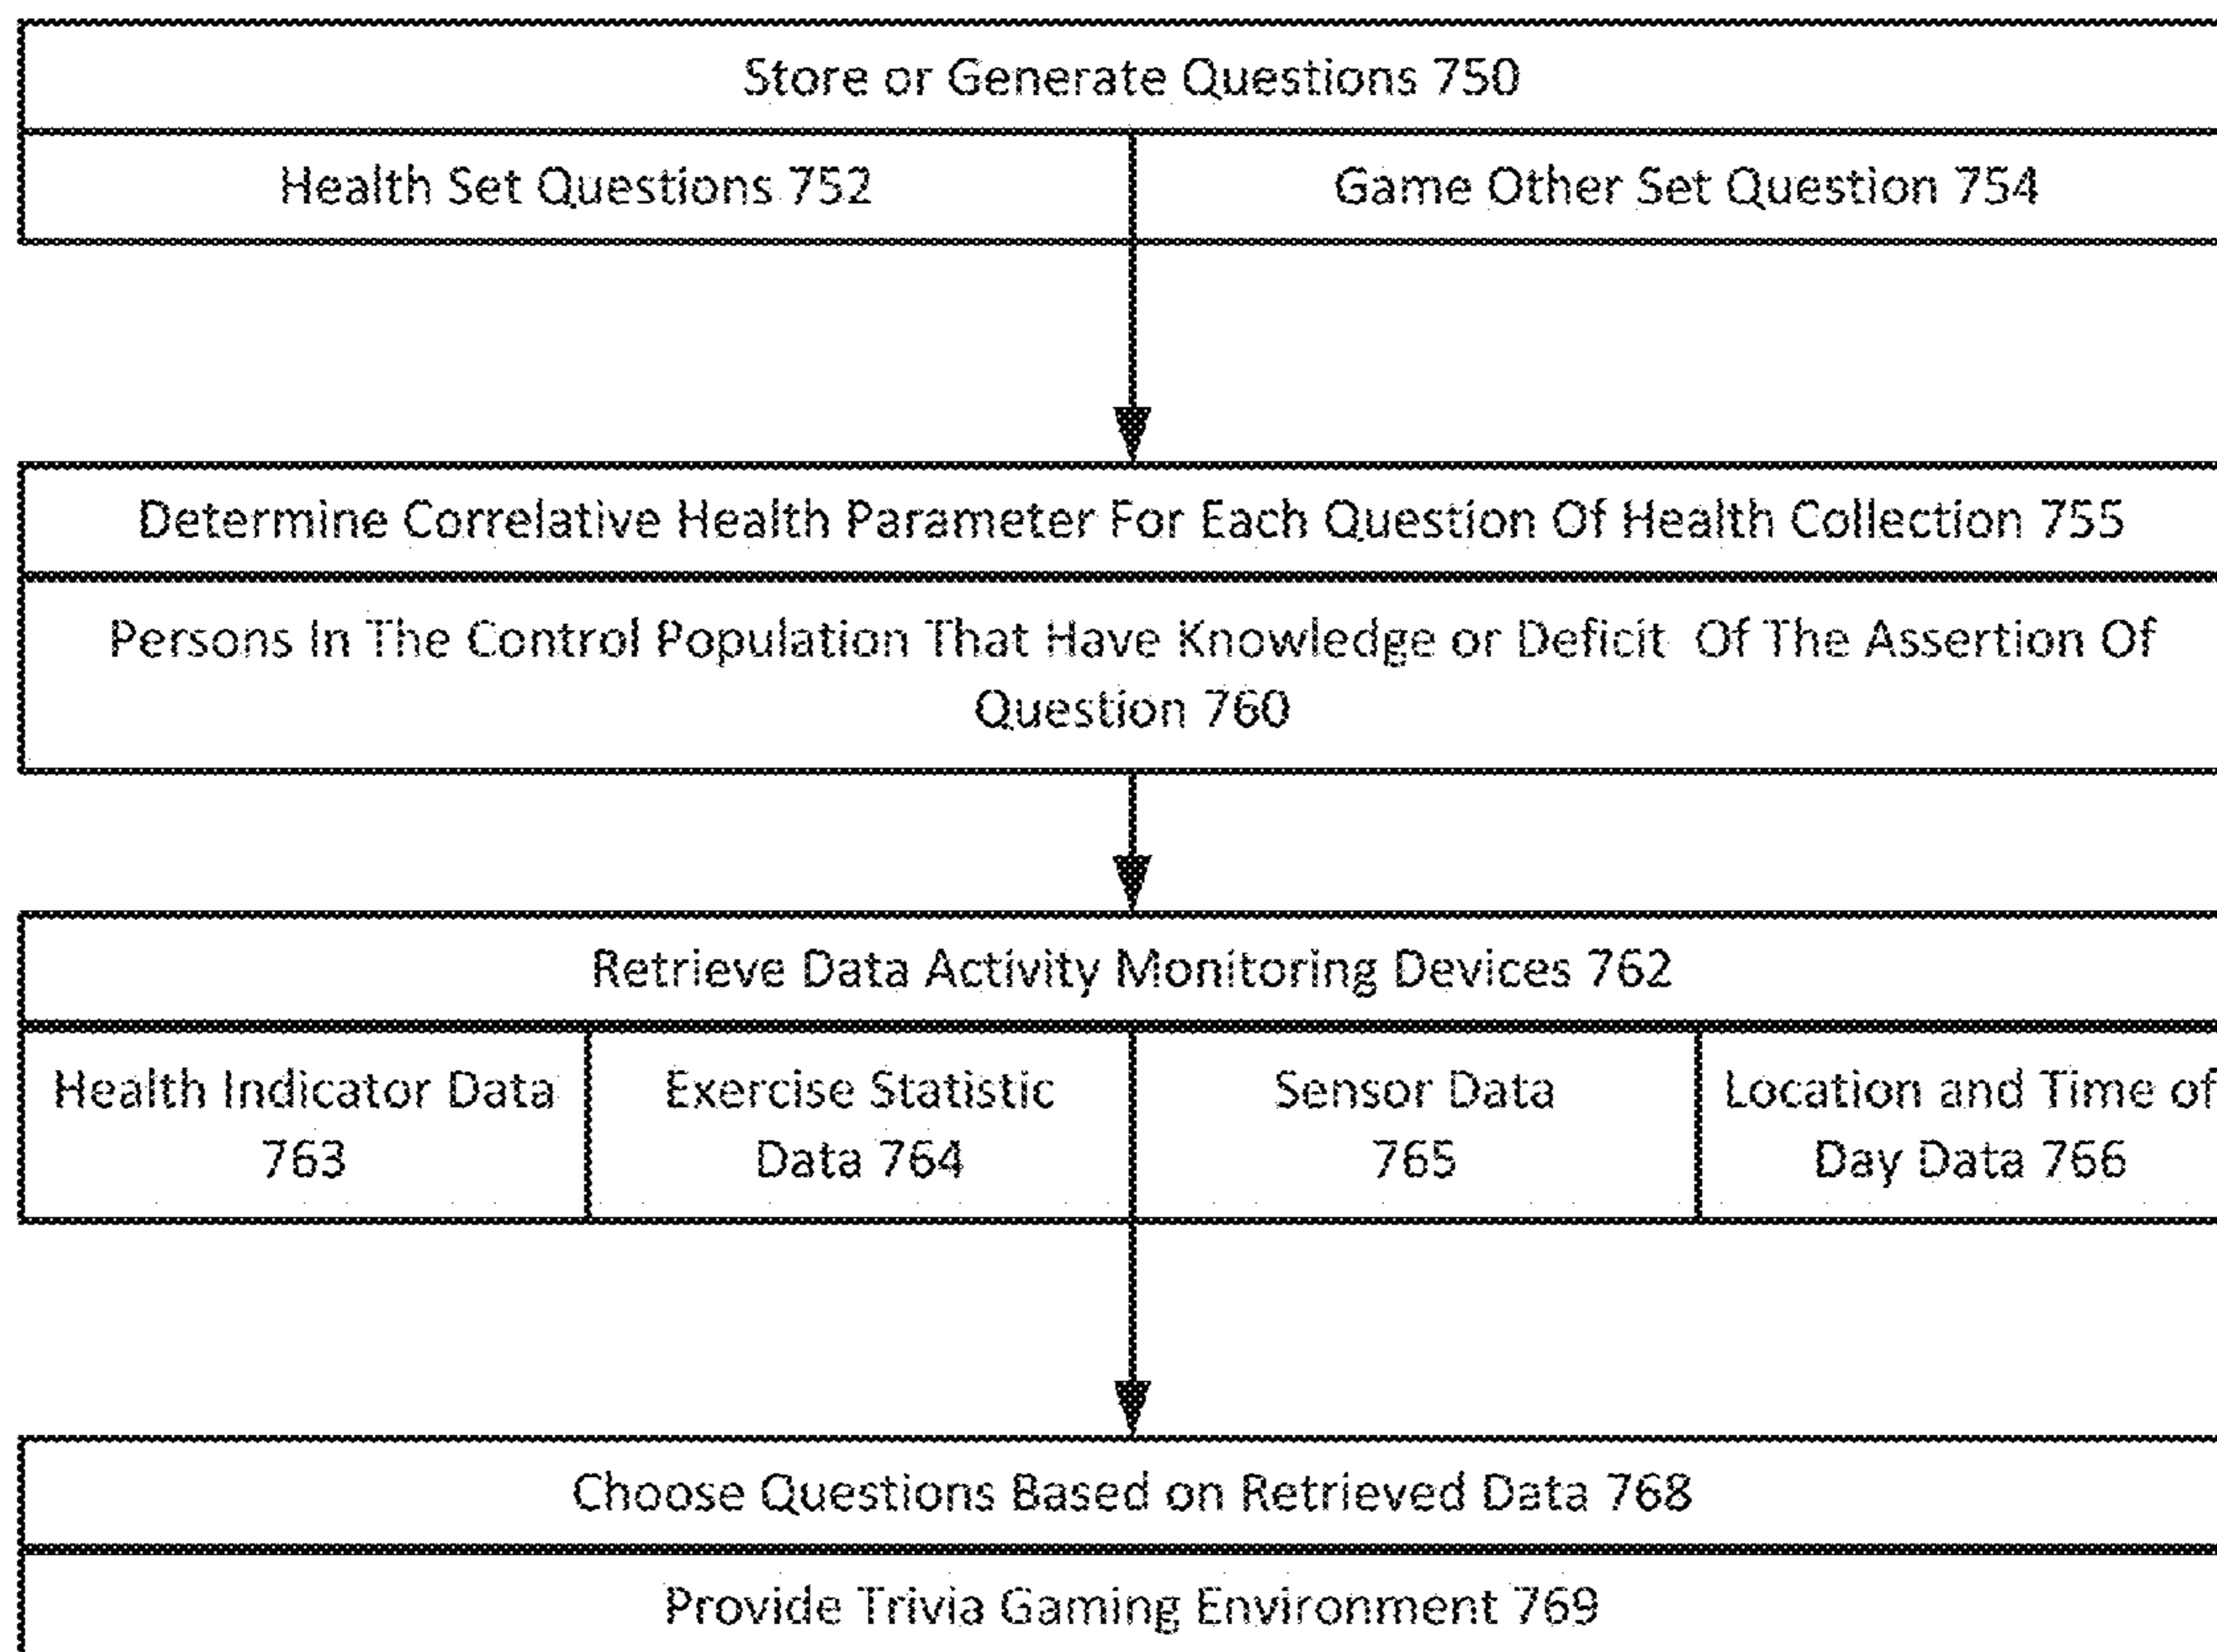 Store or Generate Questions 750
Health Set Questions 752
Game Other Set Question 754
Determine Correlative Health Parameter For Each Question Of Health Collection 755
Persons In The Control Population That Have Knowledge or Deficit Of The Assertion Of
Question 760
Retrieve Data Activity Monitoring Devices 762
Health Indicator Data
763
Exercise Statistic
Data 764
Sensor Data
765
Location and Time of
Day Data 766
Choose Questions Based on Retrieved Data 768
Provide Trivia Gaming Environment 769